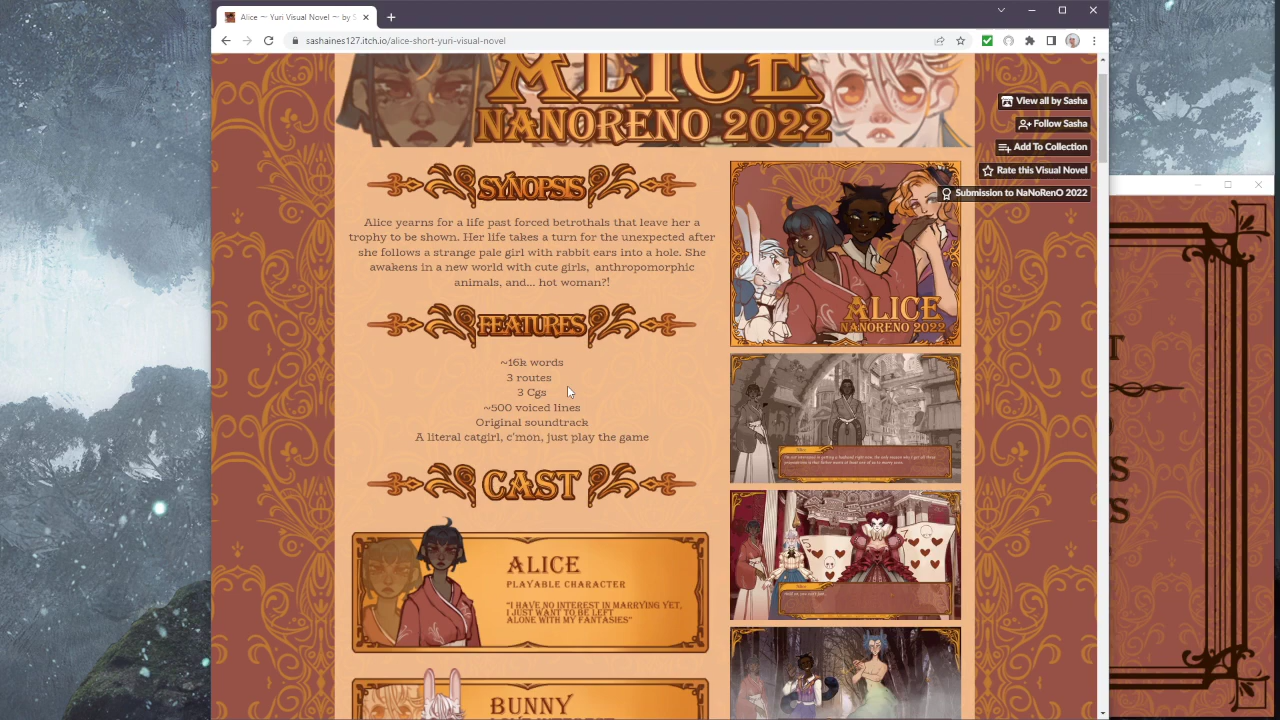 Alice ~ Yuri Visual Novel ~ by S
sashaines127.itch.io/alice-short-yuri-visual-novel
ALICE
NANORENO 2022
View all by Sasha
Follow Sasha
Add To Collection
Rate this Visual Novel
Submission to NaNoRenO 2022
SYNOPSIS
Alice yearns for a life past forced betrothals that leave her a
trophy to be shown. Her life takes a turn for the unexpected after
she follows a strange pale girl with rabbit ears into a hole. She
awakens in a new world with cute girls, anthropomorphic
animals, and... hot woman?!
FEATURES
~16k words
3 routes
3 Cgs
~500 voiced lines
Original soundtrack
A literal catgirl, c'mon, just play the game
CAST
ALICE
PLAYABLE CHARACTER
"I HAVE NO INTEREST IN MARRYING YET,
I JUST WANT TO BE LEFT
ALONE WITH MY FANTASIES"
BUNNY
ALICE
NANORENO 2022